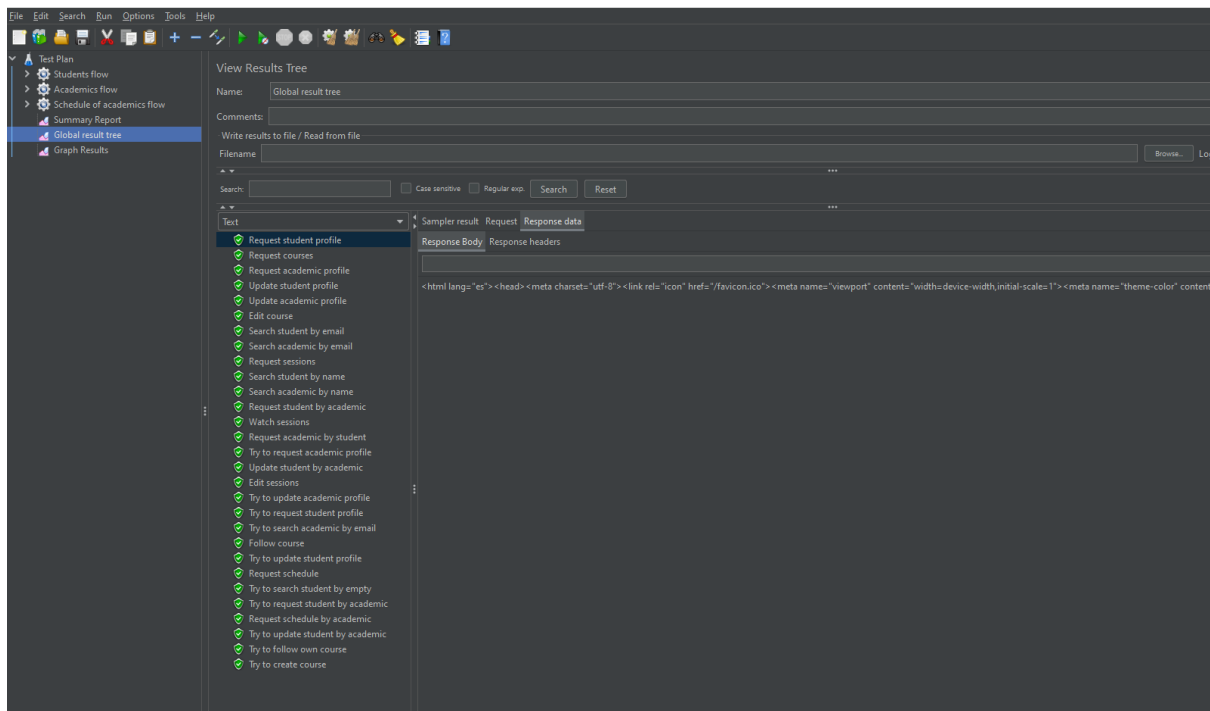 File Edit Search Run Options Tools Help
Test Plan
Students flow
Academics flow
Schedule of academics flow
Summary Report
Global result tree
Graph Results
View Results Tree
Name: Global result tree
Comments:
Write results to file / Read from file
Filename Browse...
Search: Case sensitive Regular exp. Search Reset
Text
Sampler result Request Response data
Response Body Response headers
Request student profile
Request courses
Request academic profile
Update student profile
Update academic profile
Edit course
Search student by email
Search academic by email
Request sessions
Search student by name
Search academic by name
Request student by academic
Watch sessions
Request academic by student
Try to request academic profile
Update student by academic
Edit sessions
Try to update academic profile
Try to request student profile
Try to search academic by email
Follow course
Try to update student profile
Request schedule
Try to search student by empty
Try to request student by academic
Request schedule by academic
Try to update student by academic
Try to follow own course
Try to create course
<html lang="es"><head><meta charset="utf-8"><link rel="icon" href="/favicon.ico"><meta name="viewport" content="width=device-width,initial-scale=1"><meta name="theme-color" content